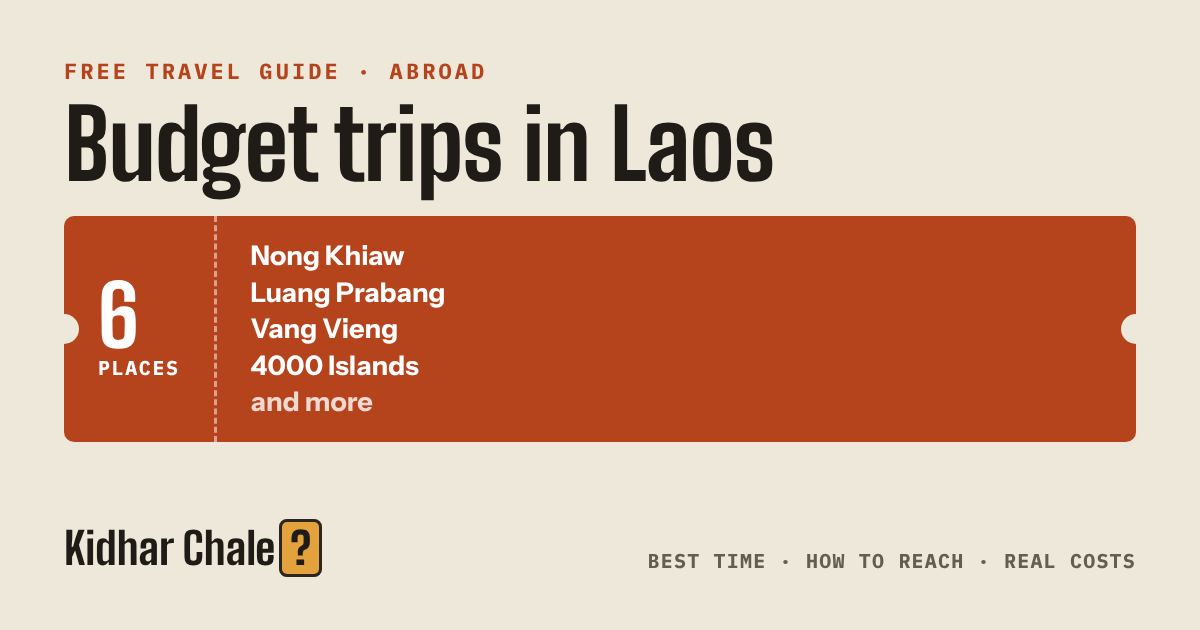 FREE TRAVEL GUIDE · ABROAD
Budget trips in Laos
6
PLACES
Nong Khiaw
Luang Prabang
Vang Vieng
4000 Islands
and more
Kidhar Chale ?
BEST TIME · HOW TO REACH · REAL COSTS